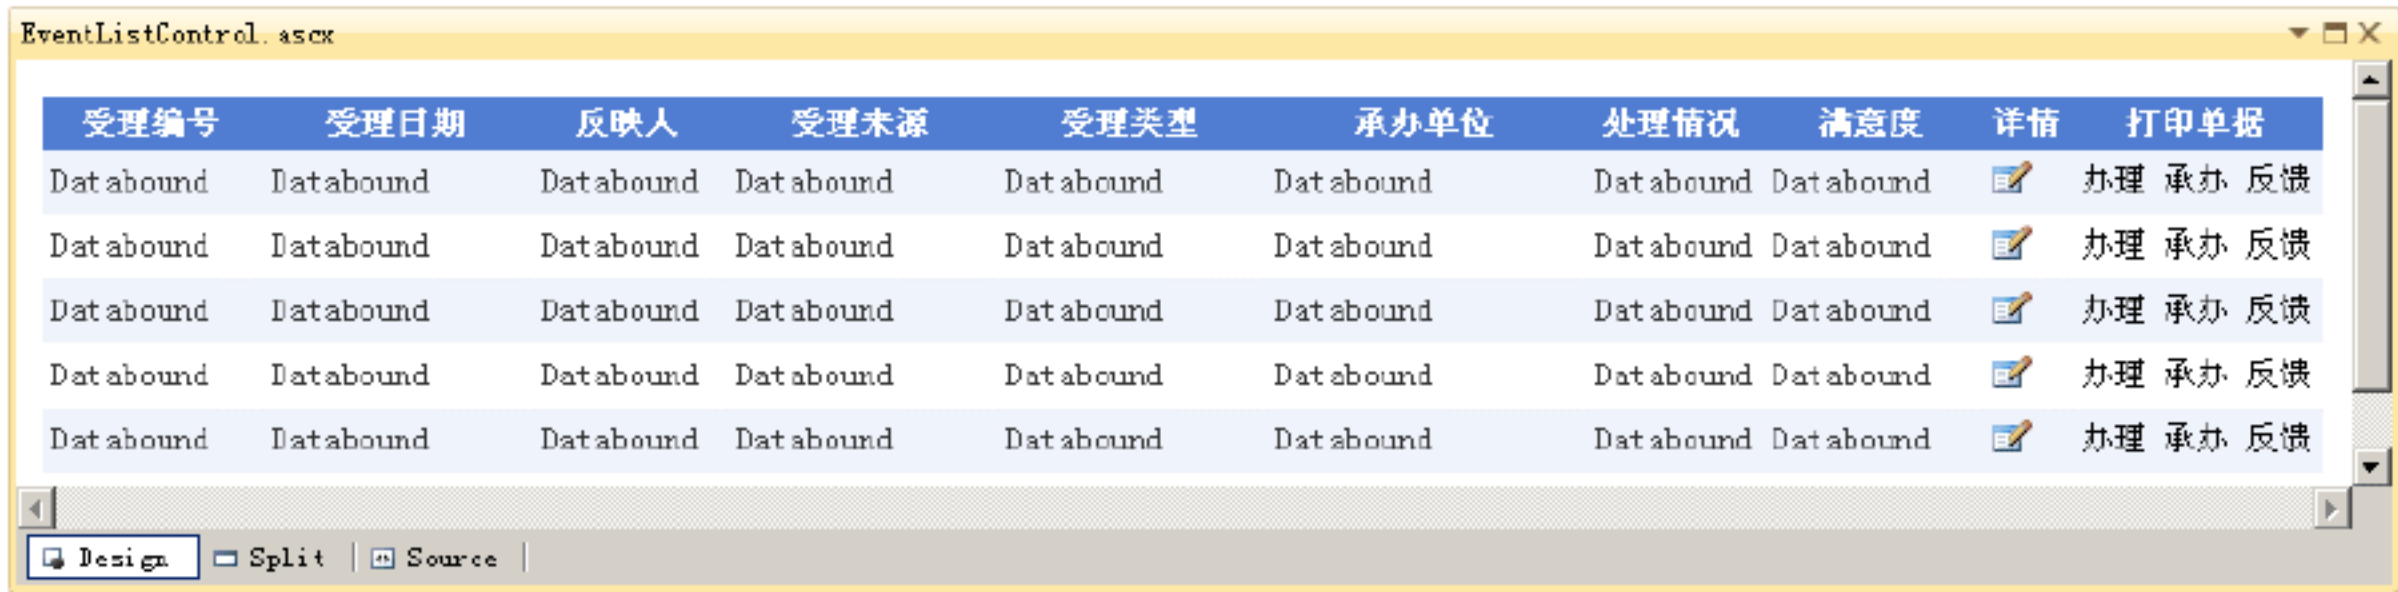 EventListControl.ascx
受理编号 受理日期 反映人 受理来源 受理类型 承办单位 处理情况 满意度 详情 打印单据
Databound Databound Databound Databound Databound Databound Databound Databound 办理 承办 反馈
Databound Databound Databound Databound Databound Databound Databound Databound 办理 承办 反馈
Databound Databound Databound Databound Databound Databound Databound Databound 办理 承办 反馈
Databound Databound Databound Databound Databound Databound Databound Databound 办理 承办 反馈
Databound Databound Databound Databound Databound Databound Databound Databound 办理 承办 反馈
Design Split Source